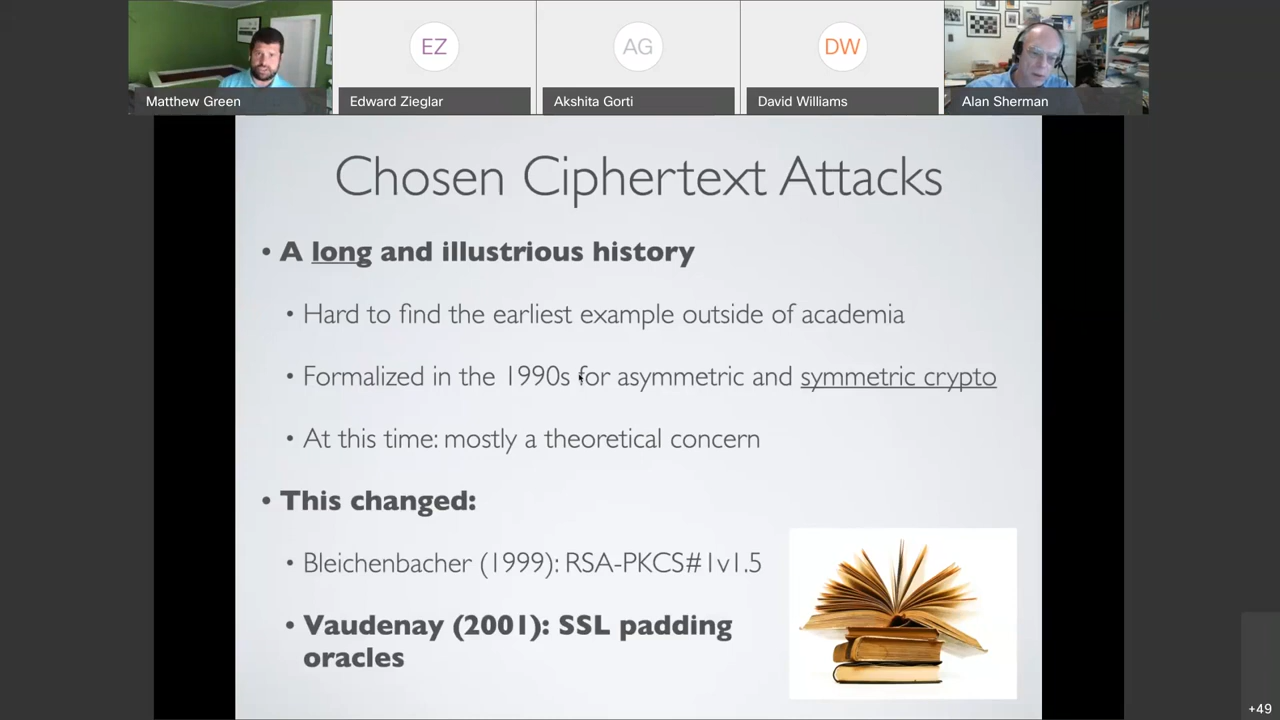 EZ
AG
DW
Matthew Green
Edward Zieglar
Akshita Gorti
David Williams
Alan Sherman
Chosen Ciphertext Attacks
• A long and illustrious history
• Hard to find the earliest example outside of academia
• Formalized in the 1990s for asymmetric and symmetric crypto
• At this time: mostly a theoretical concern
• This changed:
• Bleichenbacher (1999): RSA-PKCS#1v1.5
• Vaudenay (2001): SSL padding
oracles
+49